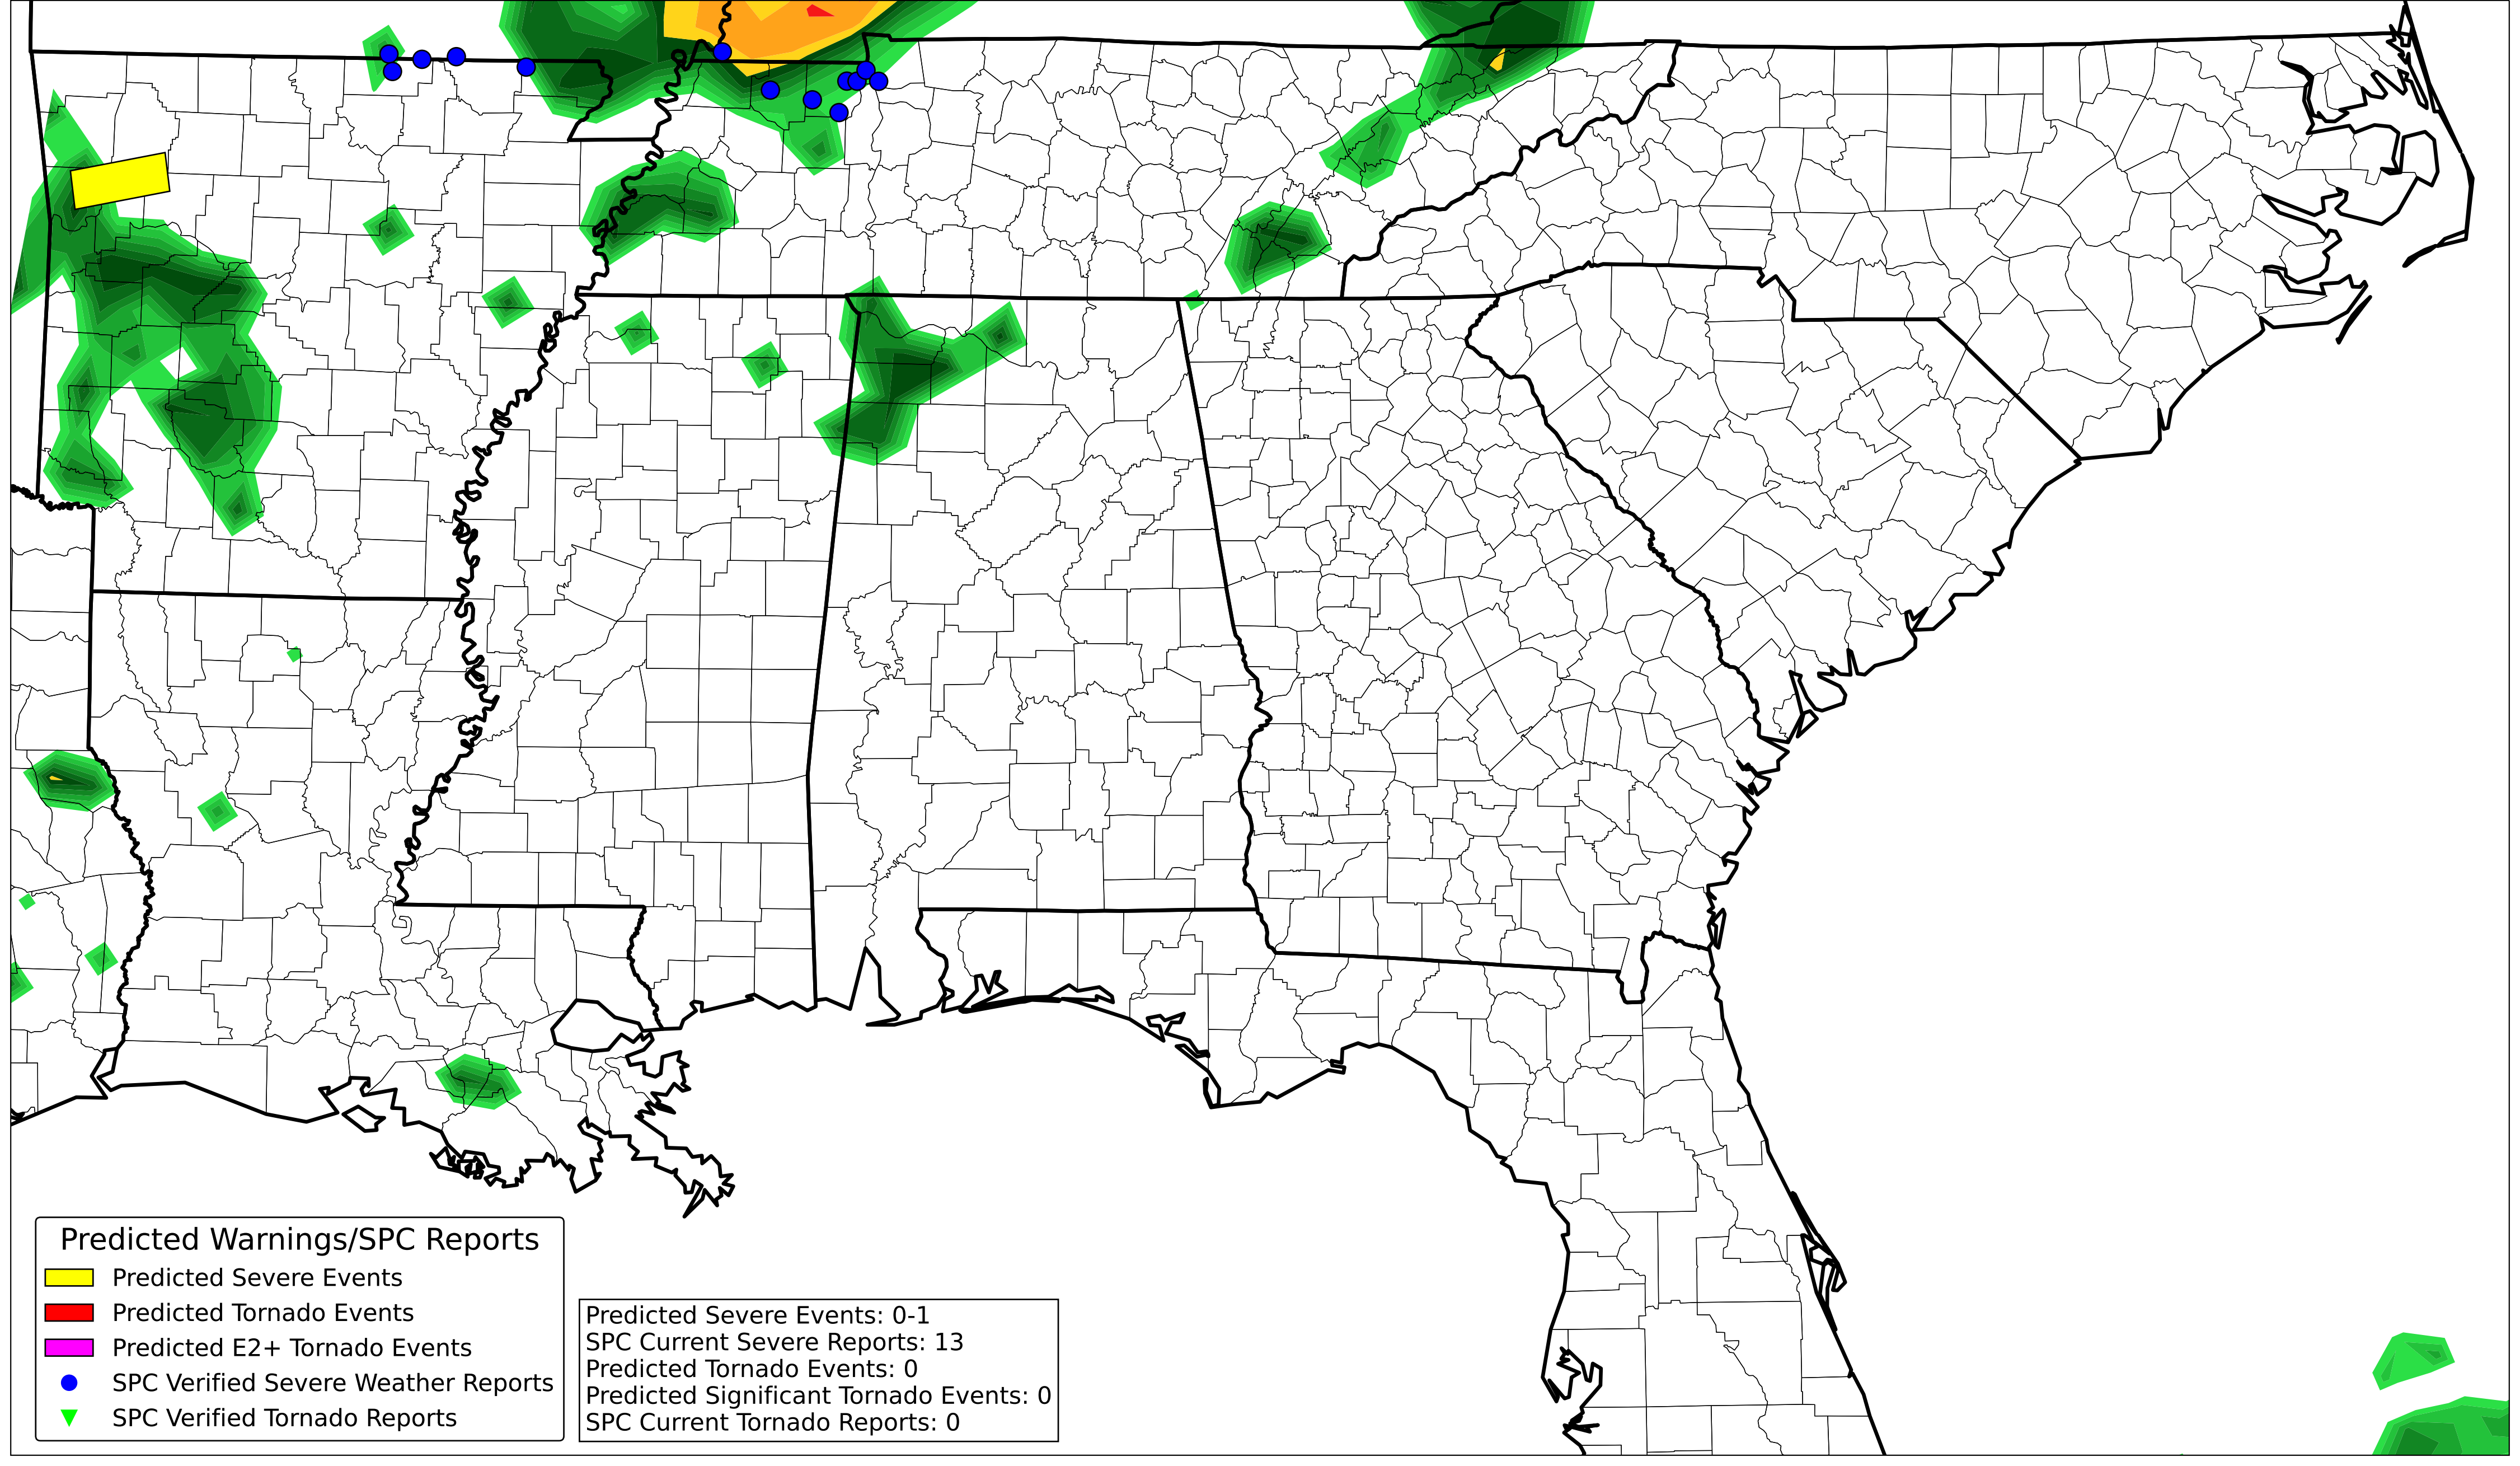 Predicted Warnings/SPC Reports
Predicted Severe Events
Predicted Tornado Events
Predicted E2+ Tornado Events
SPC Verified Severe Weather Reports
SPC Verified Tornado Reports
Predicted Severe Events: 0-1
SPC Current Severe Reports: 13
Predicted Tornado Events: 0
Predicted Significant Tornado Events: 0
SPC Current Tornado Reports: 0